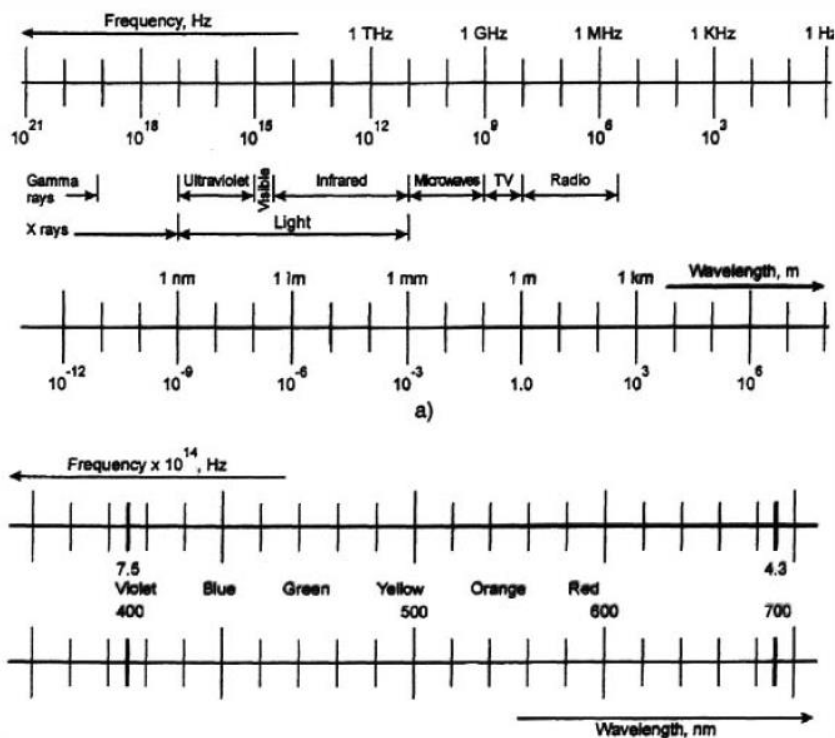 Frequency, Hz 1 THz 1 GHz 1 MHz 1 KHz 1 Hz
10^21 10^18 10^15 10^12 10^9 10^6 10^3
Gamma rays Ultraviolet Visible Infrared Microwaves TV Radio
X rays Light
1 nm 1 lm 1 mm 1 m 1 km Wavelength, m
10^-12 10^-9 10^-6 10^-3 1.0 10^3 10^6
a)
Frequency x 10^14, Hz
7.5 4.3
Violet Blue Green Yellow Orange Red
400 500 600 700
Wavelength, nm